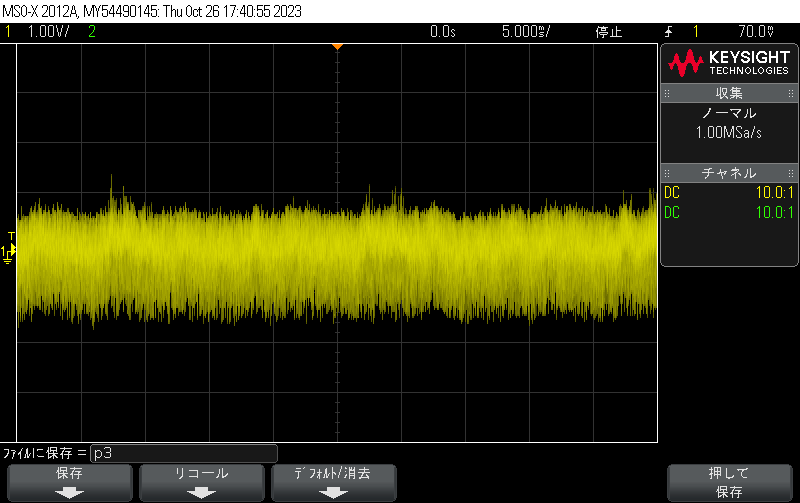 MSO-X 2012A, MY54490145: Thu Oct 26 17:40:55 2023
1 1.00V/ 2 0.0s 5.000s/ 停止 1 70.0V
KEYSIGHT
TECHNOLOGIES
収集
ノーマル
1.00MSa/s
チャネル
DC 10.0:1
DC 10.0:1
T
1
ファイルに保存 = p3
保存
リコール
デフォルト/消去
押して
保存